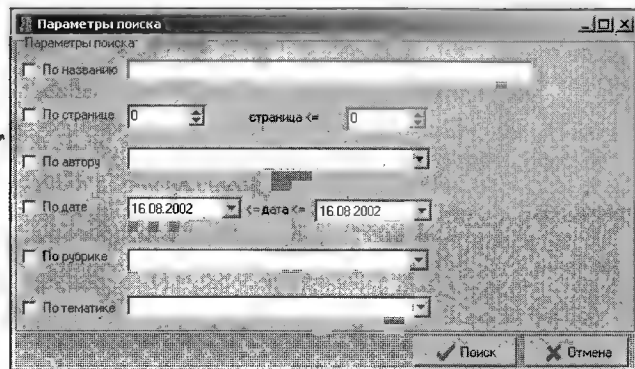 Параметры поиска
Параметры поиска
По названию
По странице 0 страница <= 0
По автору
По дате 16.08.2002 <= дата <= 16.08.2002
По рубрике
По тематике
Поиск Отмена